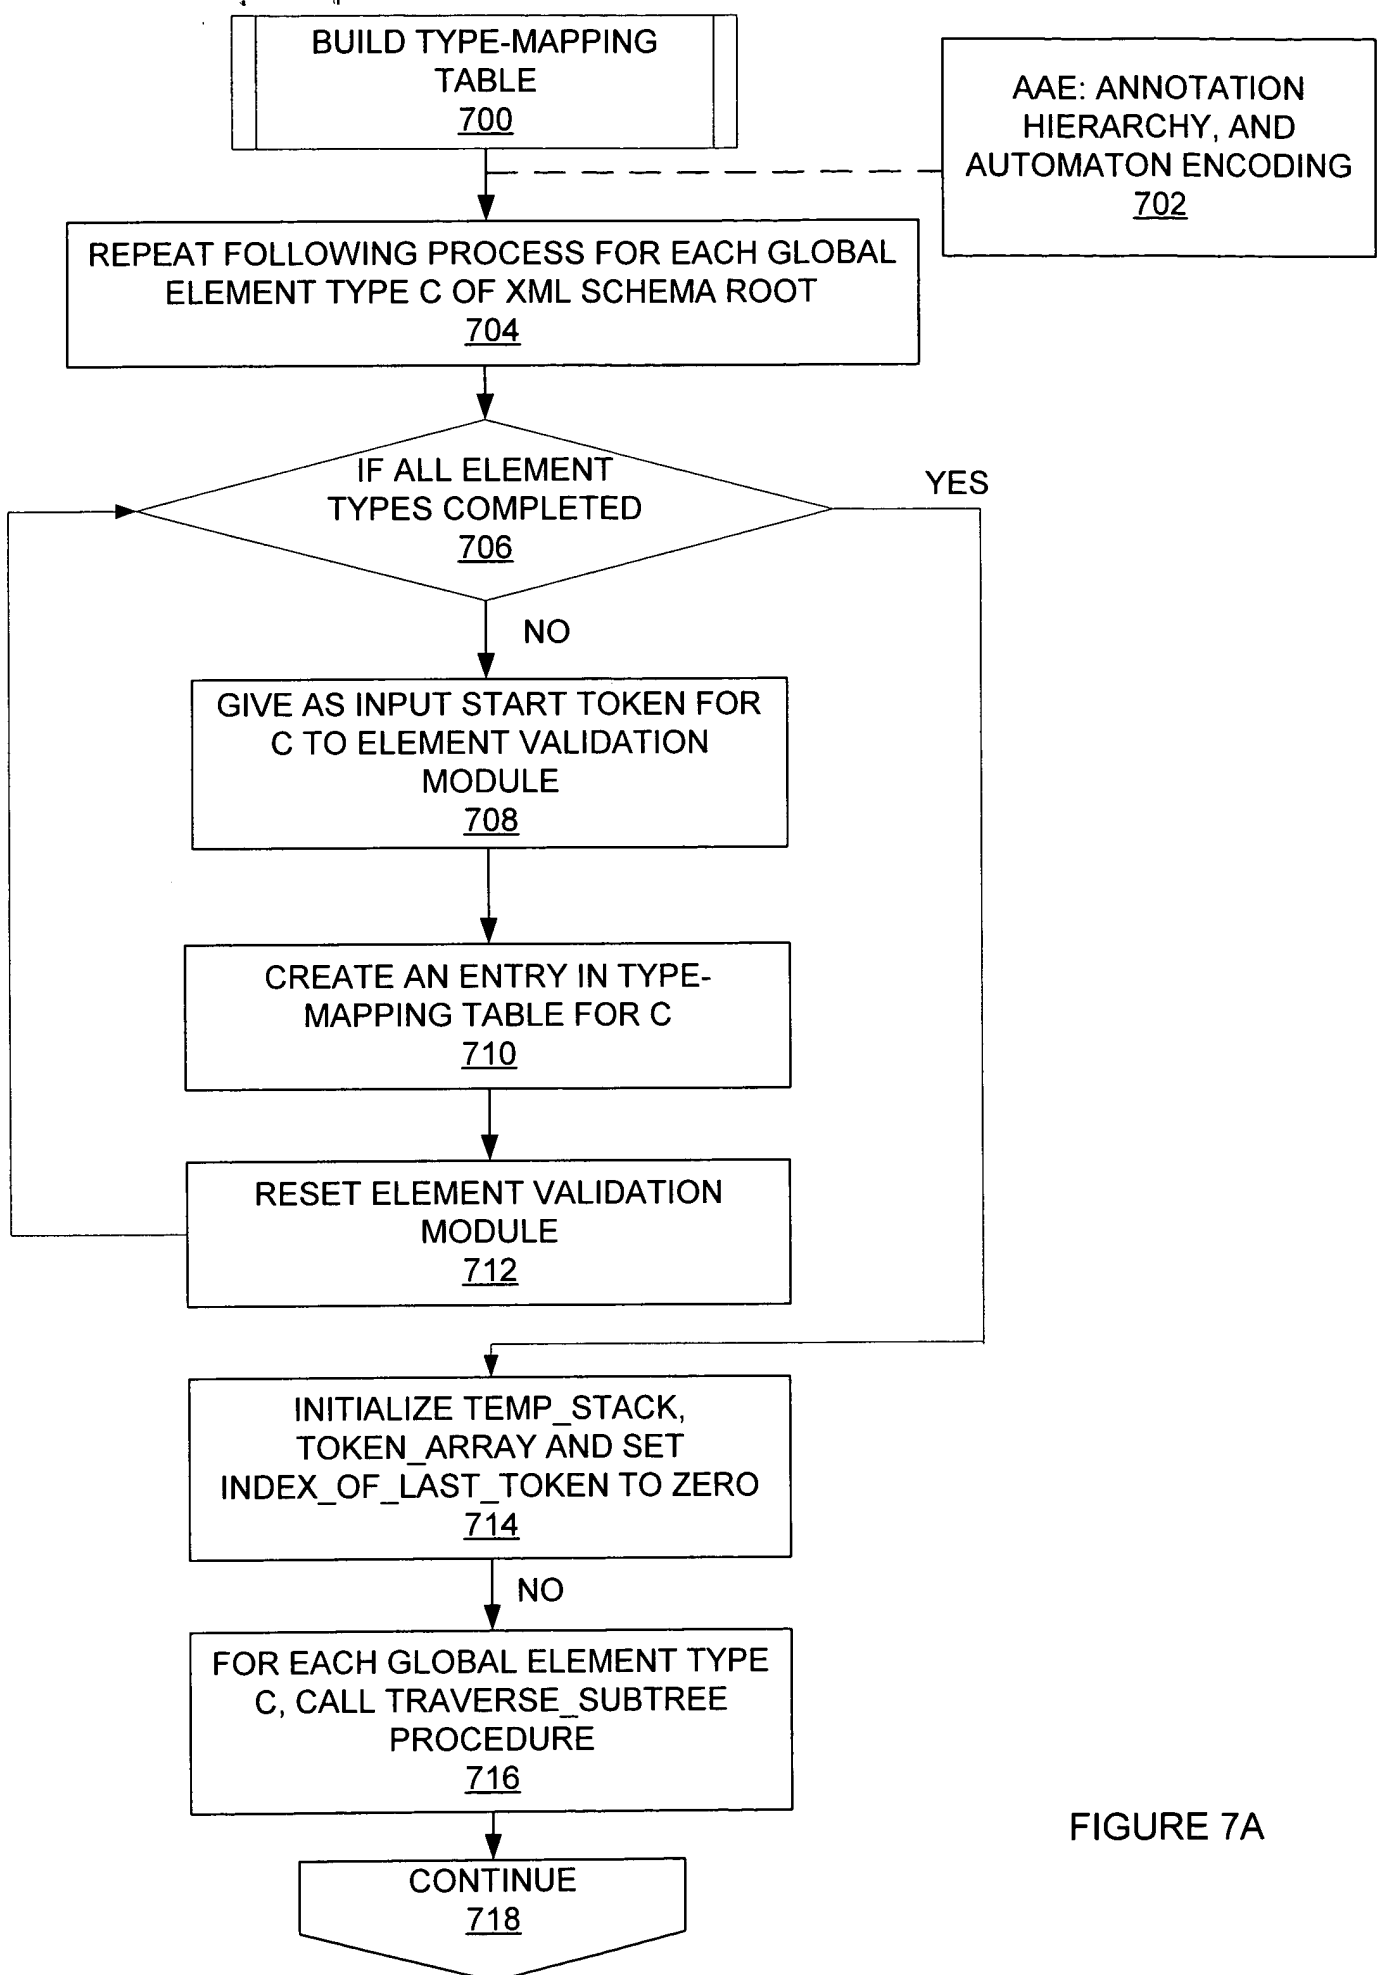 BUILD TYPE-MAPPING
TABLE
700
AAE: ANNOTATION
HIERARCHY, AND
AUTOMATON ENCODING
702
REPEAT FOLLOWING PROCESS FOR EACH GLOBAL
ELEMENT TYPE C OF XML SCHEMA ROOT
704
IF ALL ELEMENT
TYPES COMPLETED
706
YES
NO
GIVE AS INPUT START TOKEN FOR
C TO ELEMENT VALIDATION
MODULE
708
CREATE AN ENTRY IN TYPE-
MAPPING TABLE FOR C
710
RESET ELEMENT VALIDATION
MODULE
712
INITIALIZE TEMP_STACK,
TOKEN_ARRAY AND SET
INDEX_OF_LAST_TOKEN TO ZERO
714
NO
FOR EACH GLOBAL ELEMENT TYPE
C, CALL TRAVERSE_SUBTREE
PROCEDURE
716
CONTINUE
718
FIGURE 7A